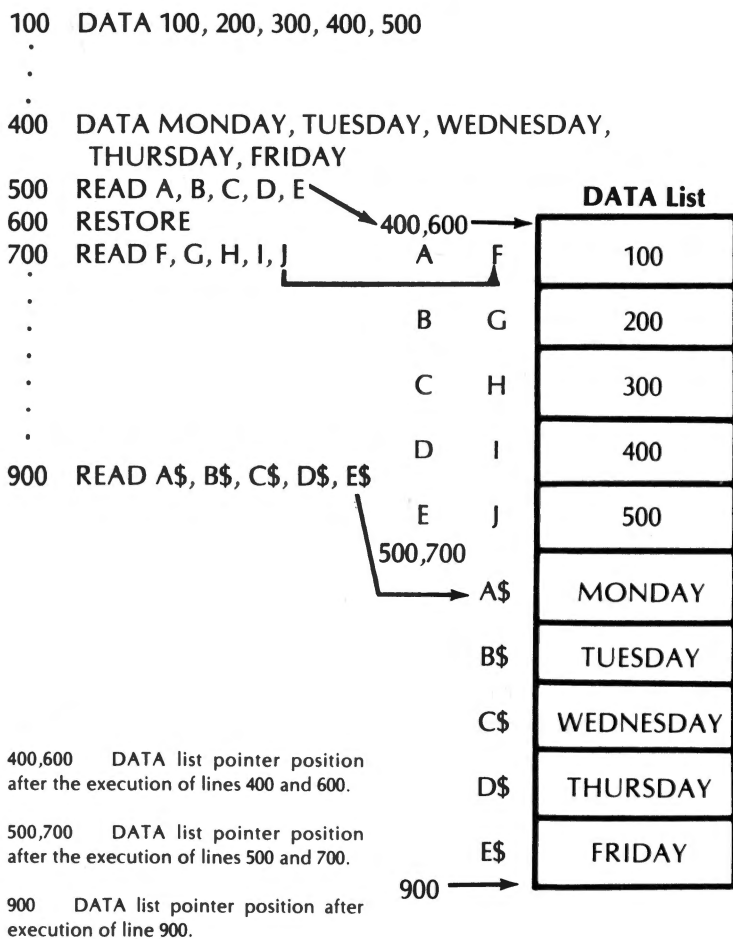 100 DATA 100, 200, 300, 400, 500
400 DATA MONDAY, TUESDAY, WEDNESDAY,
THURSDAY, FRIDAY
500 READ A, B, C, D, E
600 RESTORE
700 READ F, G, H, I, J
900 READ A$, B$, C$, D$, E$
DATA List
400,600
A F 100
B G 200
C H 300
D I 400
E J 500
500,700
A$ MONDAY
B$ TUESDAY
C$ WEDNESDAY
D$ THURSDAY
E$ FRIDAY
900
400,600 DATA list pointer position
after the execution of lines 400 and 600.
500,700 DATA list pointer position
after the execution of lines 500 and 700.
900 DATA list pointer position after
execution of line 900.